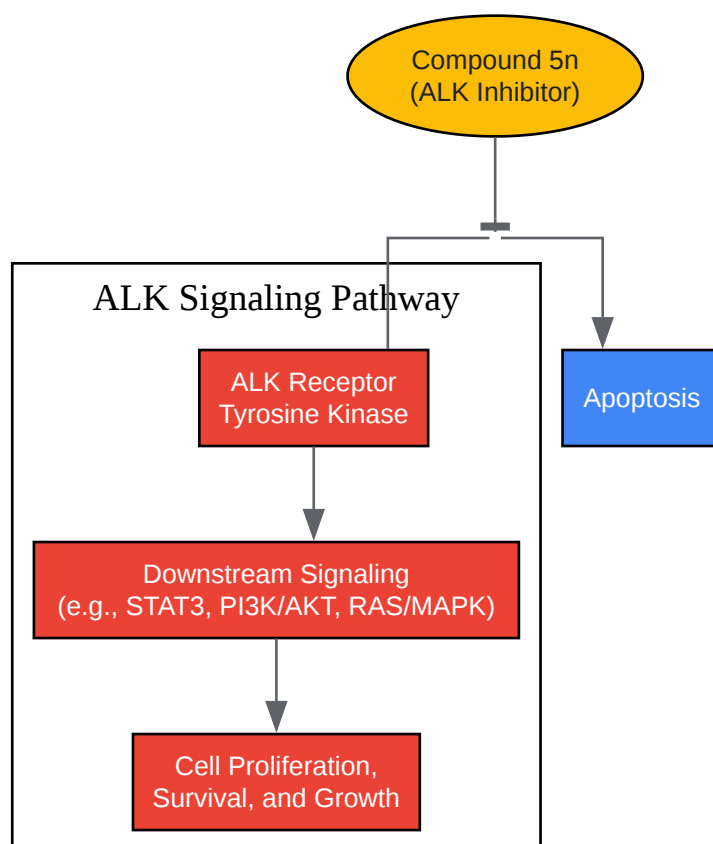 Compound 5n
(ALK Inhibitor)
ALK Signaling Pathway
ALK Receptor
Tyrosine Kinase
Apoptosis
Downstream Signaling
(e.g., STAT3, PI3K/AKT, RAS/MAPK)
Cell Proliferation,
Survival, and Growth